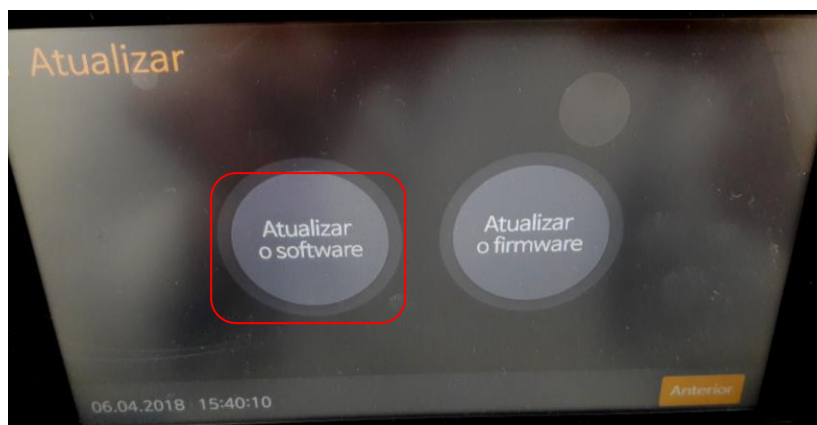 Atualizar
Atualizar
o software
Atualizar
o firmware
06.04.2018 15:40:10
Anterior